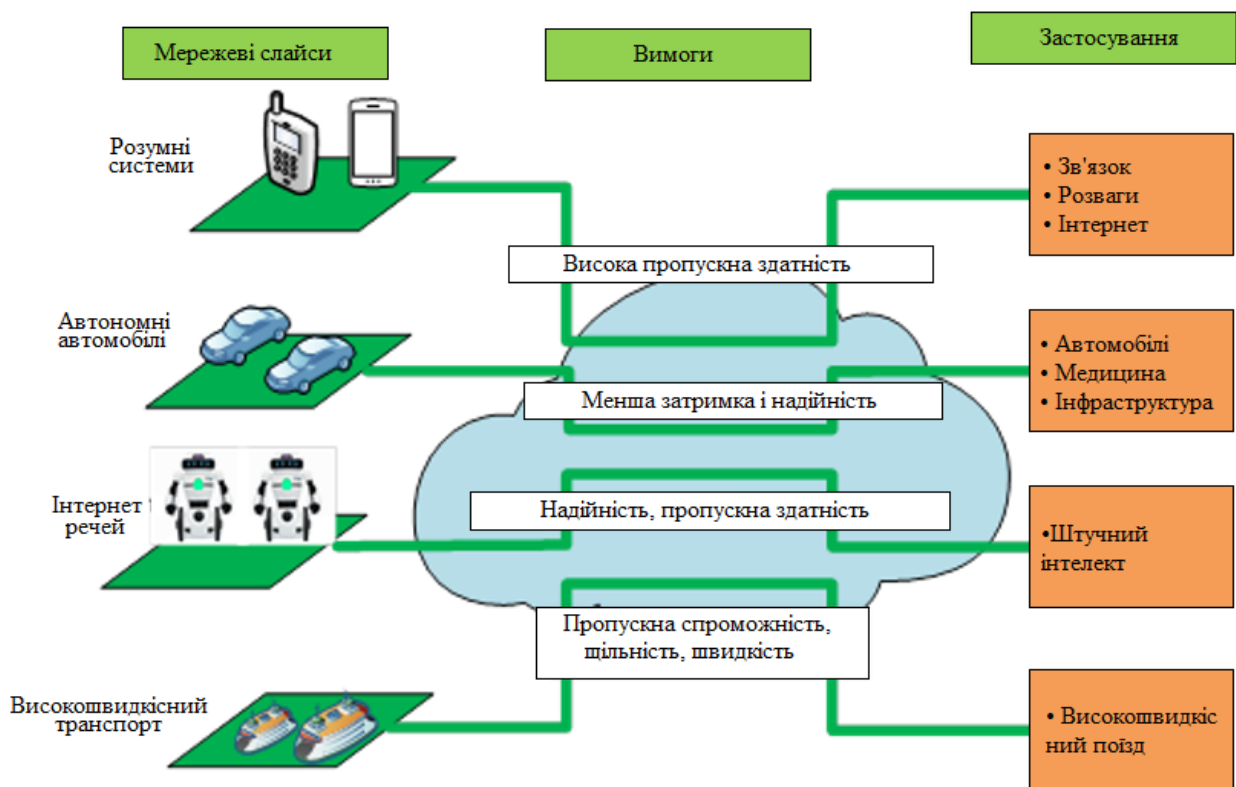 Мережеві слайси
Вимоги
Застосування
Розумні
системи
Висока пропускна здатність
• Зв'язок
• Розваги
• Інтернет
Автономні
автомобілі
Менша затримка і надійність
• Автомобілі
• Медицина
• Інфраструктура
Інтернет
речей
Надійність, пропускна здатність
•Штучний
інтелект
Пропускна спроможність,
щільність, швидкість
Високошвидкісний
транспорт
• Високошвидкіс
ний поїзд